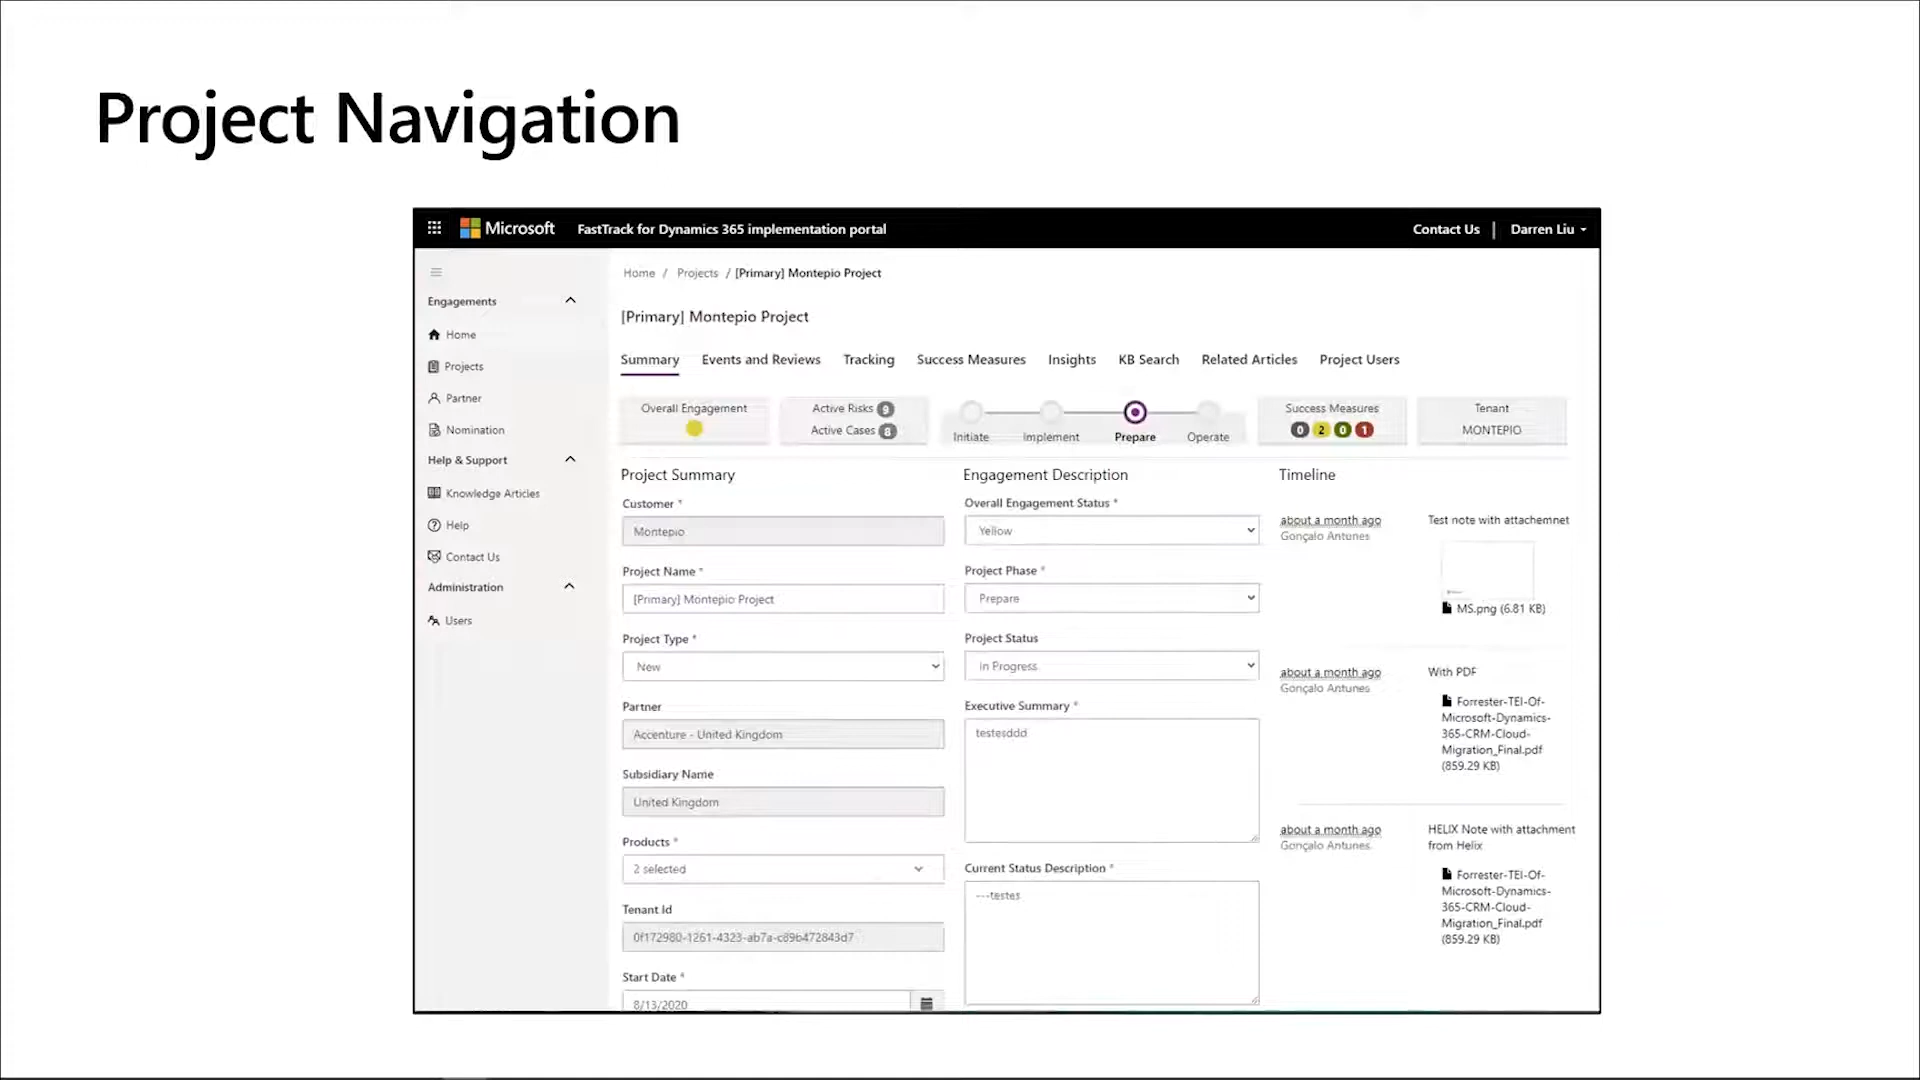 Project Navigation
Microsoft
FastTrack for Dynamics 365 implementation portal
Contact Us | Darren Liu
Engagements
Home
Projects
Partner
Nomination
Help & Support
Knowledge Articles
Help
Contact Us
Administration
Users
Home / Projects / [Primary] Montepio Project
[Primary] Montepio Project
Summary Events and Reviews Tracking Success Measures Insights KB Search Related Articles Project Users
Overall Engagement
Active Risks 9
Active Cases 8
Initiate Implement Prepare Operate
Success Measures
0 2 0 1
Tenant
MONTEPIO
Project Summary
Customer *
Montepio
Project Name *
[Primary] Montepio Project
Project Type *
New
Partner
Accenture - United Kingdom
Subsidiary Name
United Kingdom
Products *
2 selected
Tenant Id
0f172980-1261-4323-ab7a-c89b472843d7
Start Date *
8/13/2020
Engagement Description
Overall Engagement Status *
Yellow
Project Phase *
Prepare
Project Status
In Progress
Executive Summary *
testesddd
Current Status Description *
---testes
Timeline
about a month ago
Gonçalo Antunes
Test note with attachemnet
MS.png (6.81 KB)
about a month ago
Gonçalo Antunes
With PDF
Forrester-TEI-Of-
Microsoft-Dynamics-
365-CRM-Cloud-
Migration_Final.pdf
(859.29 KB)
about a month ago
Gonçalo Antunes
HELIX Note with attachment
from Helix
Forrester-TEI-Of-
Microsoft-Dynamics-
365-CRM-Cloud-
Migration_Final.pdf
(859.29 KB)